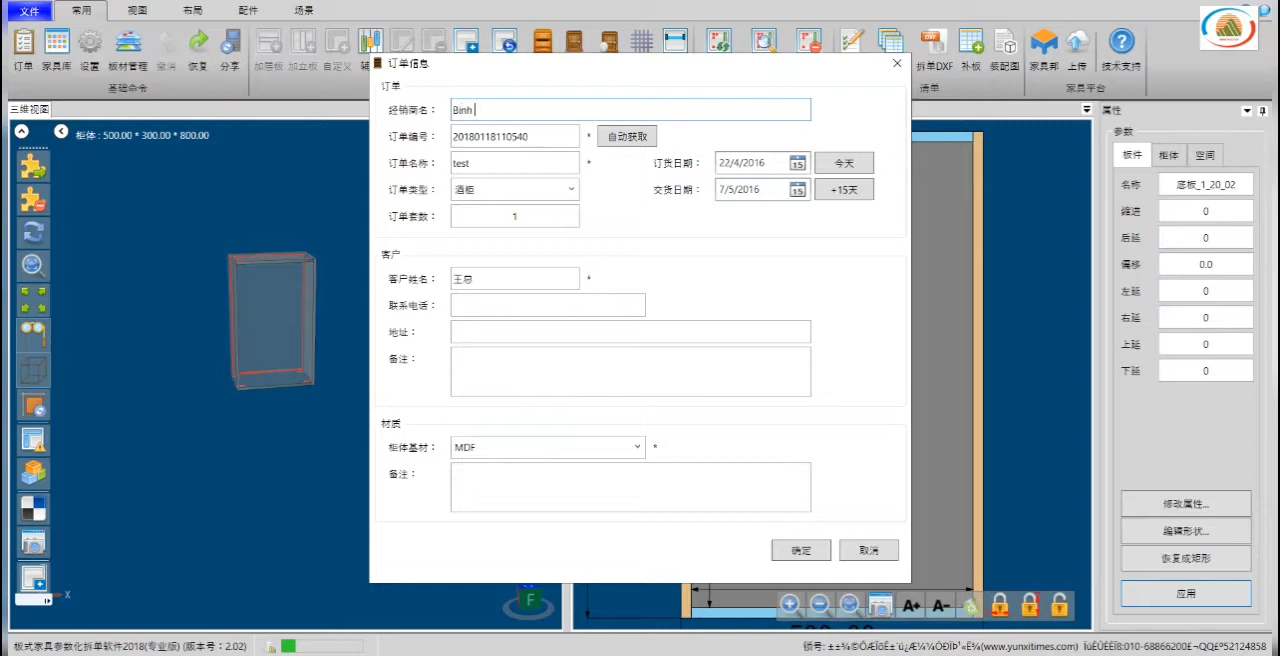 文件 常用 视图 布局 配件 场景
订单 家具库 设置 板材管理 撤消 恢复 分享 加层板 加立板 自定义 拆单DXF 补板 装配图 家具邦 上传 技术支持
基础命令 清单 家具平台
三维视图
柜体 : 500.00 * 300.00 * 800.00
订单信息
订单
经销商名： Binh
订单编号： 20180118110540 * 自动获取
订单名称： test * 订货日期： 22/4/2016 15 今天
订单类型： 酒柜 交货日期： 7/5/2016 15 +15天
订单套数： 1
客户
客户姓名： 王总 *
联系电话：
地址：
备注：
材质
柜体基材： MDF *
备注：
确定 取消
属性
参数
板件 柜体 空间
名称 底板_1_20_02
缩进 0
后延 0
偏移 0.0
左延 0
右延 0
上延 0
下延 0
修改属性...
编辑形状...
恢复成矩形
应用
X
F
A+ A-
板式家具参数化拆单软件2018(专业版) (版本号：2.02)
(www.yunxitimes.com)